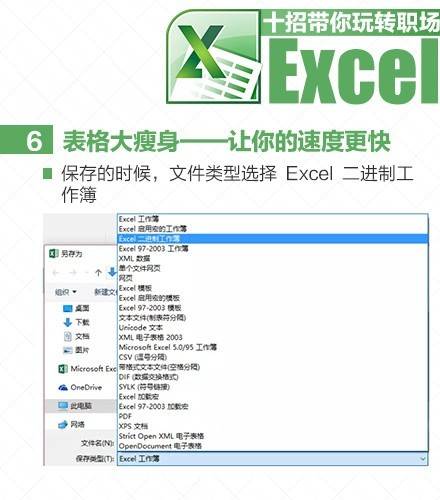 十招带你玩转职场
Excel
6 表格大瘦身——让你的速度更快
保存的时候，文件类型选择 Excel 二进制工
作簿
Excel 工作簿
Excel 启用宏的工作簿
Excel 二进制工作簿
Excel 97-2003 工作簿
XML 数据
单个文件网页
网页
Excel 模板
Excel 启用宏的模板
Excel 97-2003 模板
文本文件(制表符分隔)
Unicode 文本
XML 电子表格 2003
Microsoft Excel 5.0/95 工作簿
CSV (逗号分隔)
带格式文本文件(空格分隔)
DIF (数据交换格式)
SYLK (符号链接)
Excel 加载宏
Excel 97-2003 加载宏
PDF
XPS 文档
Strict Open XML 电子表格
OpenDocument 电子表格
另存为
组织 新建文
桌面
下载
文档
图片
Microsoft Exc
OneDrive
此电脑
网络
文件名(N):
保存类型(T): Excel 工作簿